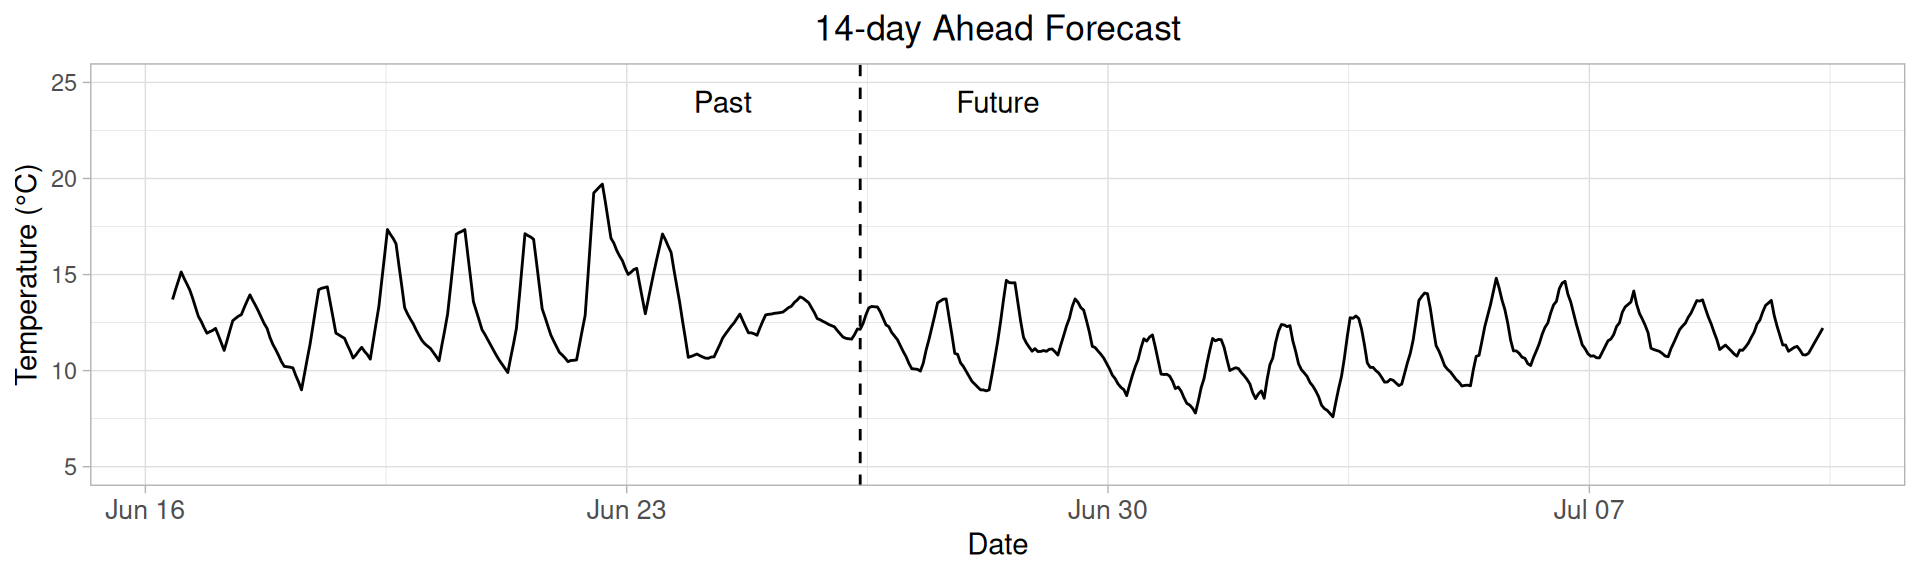 14-day Ahead Forecast
Past
Future
25
20
15
10
5
Temperature (°C)
Jun 16
Jun 23
Jun 30
Jul 07
Date